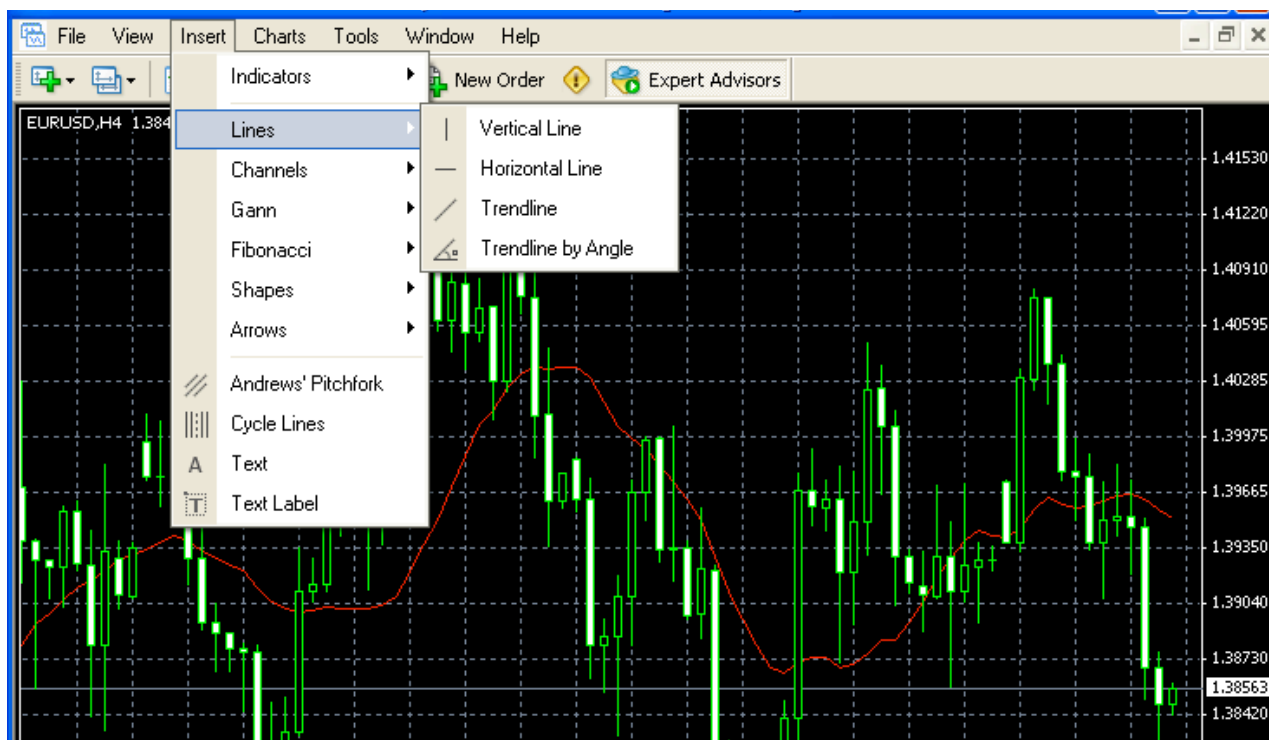 File View Insert Charts Tools Window Help
New Order Expert Advisors
EURUSD,H4 1.384
Indicators
Lines
Channels
Gann
Fibonacci
Shapes
Arrows
Andrews' Pitchfork
Cycle Lines
A Text
T Text Label
Vertical Line
Horizontal Line
Trendline
Trendline by Angle
1.41530
1.41220
1.40910
1.40595
1.40285
1.39975
1.39665
1.39350
1.39040
1.38730
1.38563
1.38420